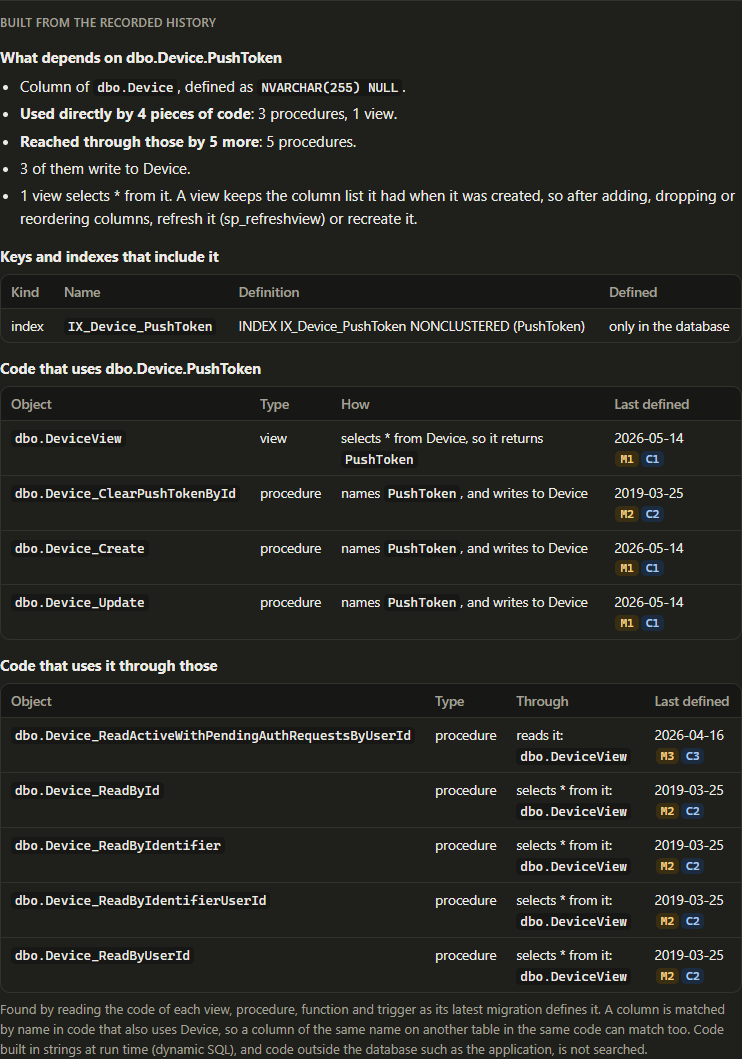 BUILT FROM THE RECORDED HISTORY
What depends on dbo.Device.PushToken
• Column of dbo.Device, defined as NVARCHAR(255) NULL.
• Used directly by 4 pieces of code: 3 procedures, 1 view.
• Reached through those by 5 more: 5 procedures.
• 3 of them write to Device.
• 1 view selects * from it. A view keeps the column list it had when it was created, so after adding, dropping or
reordering columns, refresh it (sp_refreshview) or recreate it.
Keys and indexes that include it
Kind Name Definition Defined
index IX_Device_PushToken INDEX IX_Device_PushToken NONCLUSTERED (PushToken) only in the database
Code that uses dbo.Device.PushToken
Object Type How Last defined
dbo.DeviceView view selects * from Device, so it returns 2026-05-14
PushToken M1 C1
dbo.Device_ClearPushTokenById procedure names PushToken, and writes to Device 2019-03-25
M2 C2
dbo.Device_Create procedure names PushToken, and writes to Device 2026-05-14
M1 C1
dbo.Device_Update procedure names PushToken, and writes to Device 2026-05-14
M1 C1
Code that uses it through those
Object Type Through Last defined
dbo.Device_ReadActiveWithPendingAuthRequestsByUserId procedure reads it: 2026-04-16
dbo.DeviceView M3 C3
dbo.Device_ReadById procedure selects * from it: 2019-03-25
dbo.DeviceView M2 C2
dbo.Device_ReadByIdentifier procedure selects * from it: 2019-03-25
dbo.DeviceView M2 C2
dbo.Device_ReadByIdentifierUserId procedure selects * from it: 2019-03-25
dbo.DeviceView M2 C2
dbo.Device_ReadByUserId procedure selects * from it: 2019-03-25
dbo.DeviceView M2 C2
Found by reading the code of each view, procedure, function and trigger as its latest migration defines it. A column is matched
by name in code that also uses Device, so a column of the same name on another table in the same code can match too. Code
built in strings at run time (dynamic SQL), and code outside the database such as the application, is not searched.